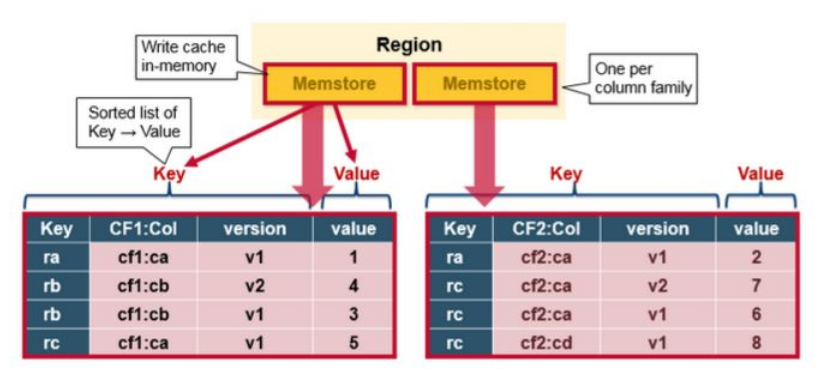 Region
Write cache
in-memory
Memstore
Memstore
One per
column family
Sorted list of
Key → Value
Key
Value
Key
Value
Key CF1:Col version value
ra cf1:ca v1 1
rb cf1:cb v2 4
rb cf1:cb v1 3
rc cf1:ca v1 5
Key CF2:Col version value
ra cf2:ca v1 2
rc cf2:ca v2 7
rc cf2:ca v1 6
rc cf2:cd v1 8